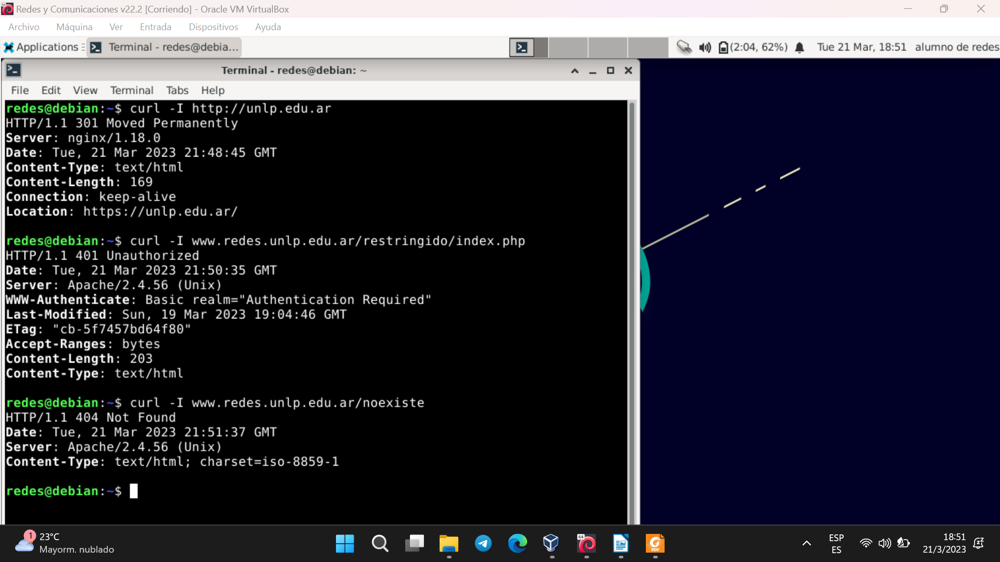 Redes y Comunicaciones v22.2 [Corriendo] - Oracle VM VirtualBox
Archivo Máquina Ver Entrada Dispositivos Ayuda
Applications Terminal - redes@debia... (2:04, 62%) Tue 21 Mar, 18:51 alumno de redes
Terminal - redes@debian: ~
File Edit View Terminal Tabs Help
redes@debian:~$ curl -I http://unlp.edu.ar
HTTP/1.1 301 Moved Permanently
Server: nginx/1.18.0
Date: Tue, 21 Mar 2023 21:48:45 GMT
Content-Type: text/html
Content-Length: 169
Connection: keep-alive
Location: https://unlp.edu.ar/
redes@debian:~$ curl -I www.redes.unlp.edu.ar/restringido/index.php
HTTP/1.1 401 Unauthorized
Date: Tue, 21 Mar 2023 21:50:35 GMT
Server: Apache/2.4.56 (Unix)
WWW-Authenticate: Basic realm="Authentication Required"
Last-Modified: Sun, 19 Mar 2023 19:04:46 GMT
ETag: "cb-5f7457bd64f80"
Accept-Ranges: bytes
Content-Length: 203
Content-Type: text/html
redes@debian:~$ curl -I www.redes.unlp.edu.ar/noexiste
HTTP/1.1 404 Not Found
Date: Tue, 21 Mar 2023 21:51:37 GMT
Server: Apache/2.4.56 (Unix)
Content-Type: text/html; charset=iso-8859-1
redes@debian:~$
1 23°C
Mayorm. nublado
64
PDF
ESP
ES
18:51
21/3/2023